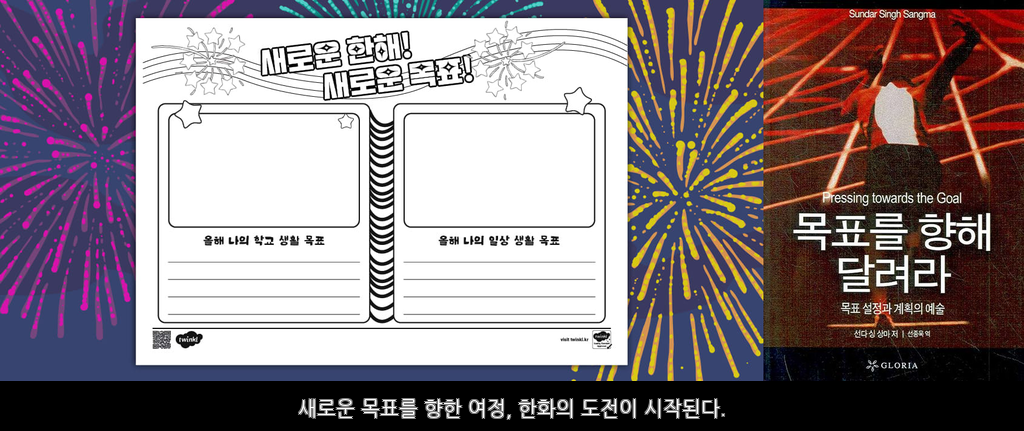 새로운 한해!
새로운 목표!
올해 나의 학교 생활 목표
올해 나의 일상 생활 목표
twinkl
visit twinkl.kr
Sundar Singh Sangma
Pressing towards the Goal
목표를 향해
달려라
목표 설정과 계획의 예술
선다 싱 상마 저 | 선종욱 역
GLORIA
새로운 목표를 향한 여정, 한화의 도전이 시작된다.